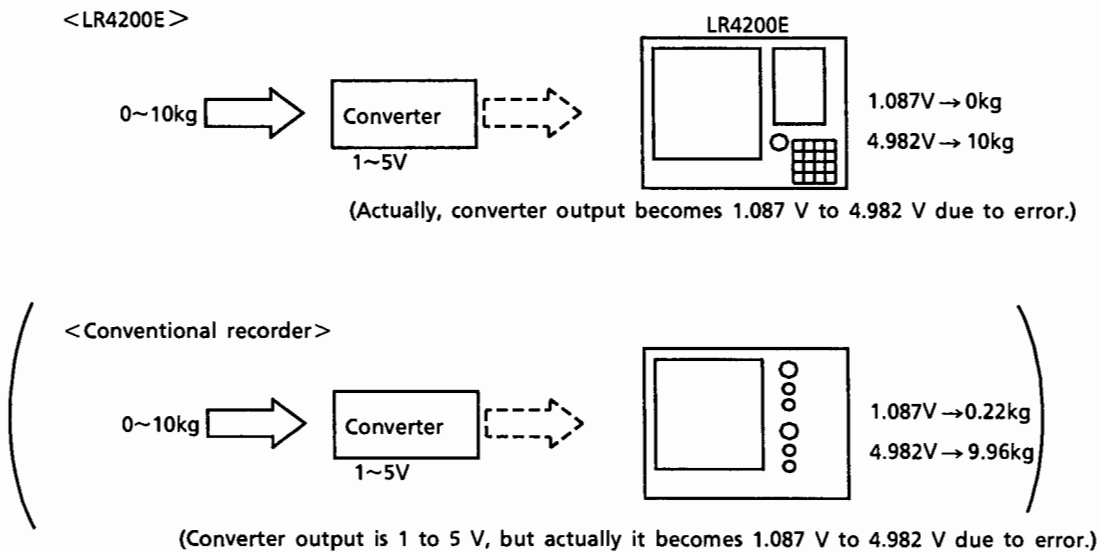 <LR4200E>
LR4200E
0~10kg
Converter
1~5V
1.087V→0kg
4.982V→10kg
(Actually, converter output becomes 1.087 V to 4.982 V due to error.)
<Conventional recorder>
0~10kg
Converter
1~5V
1.087V→0.22kg
4.982V→9.96kg
(Converter output is 1 to 5 V, but actually it becomes 1.087 V to 4.982 V due to error.)